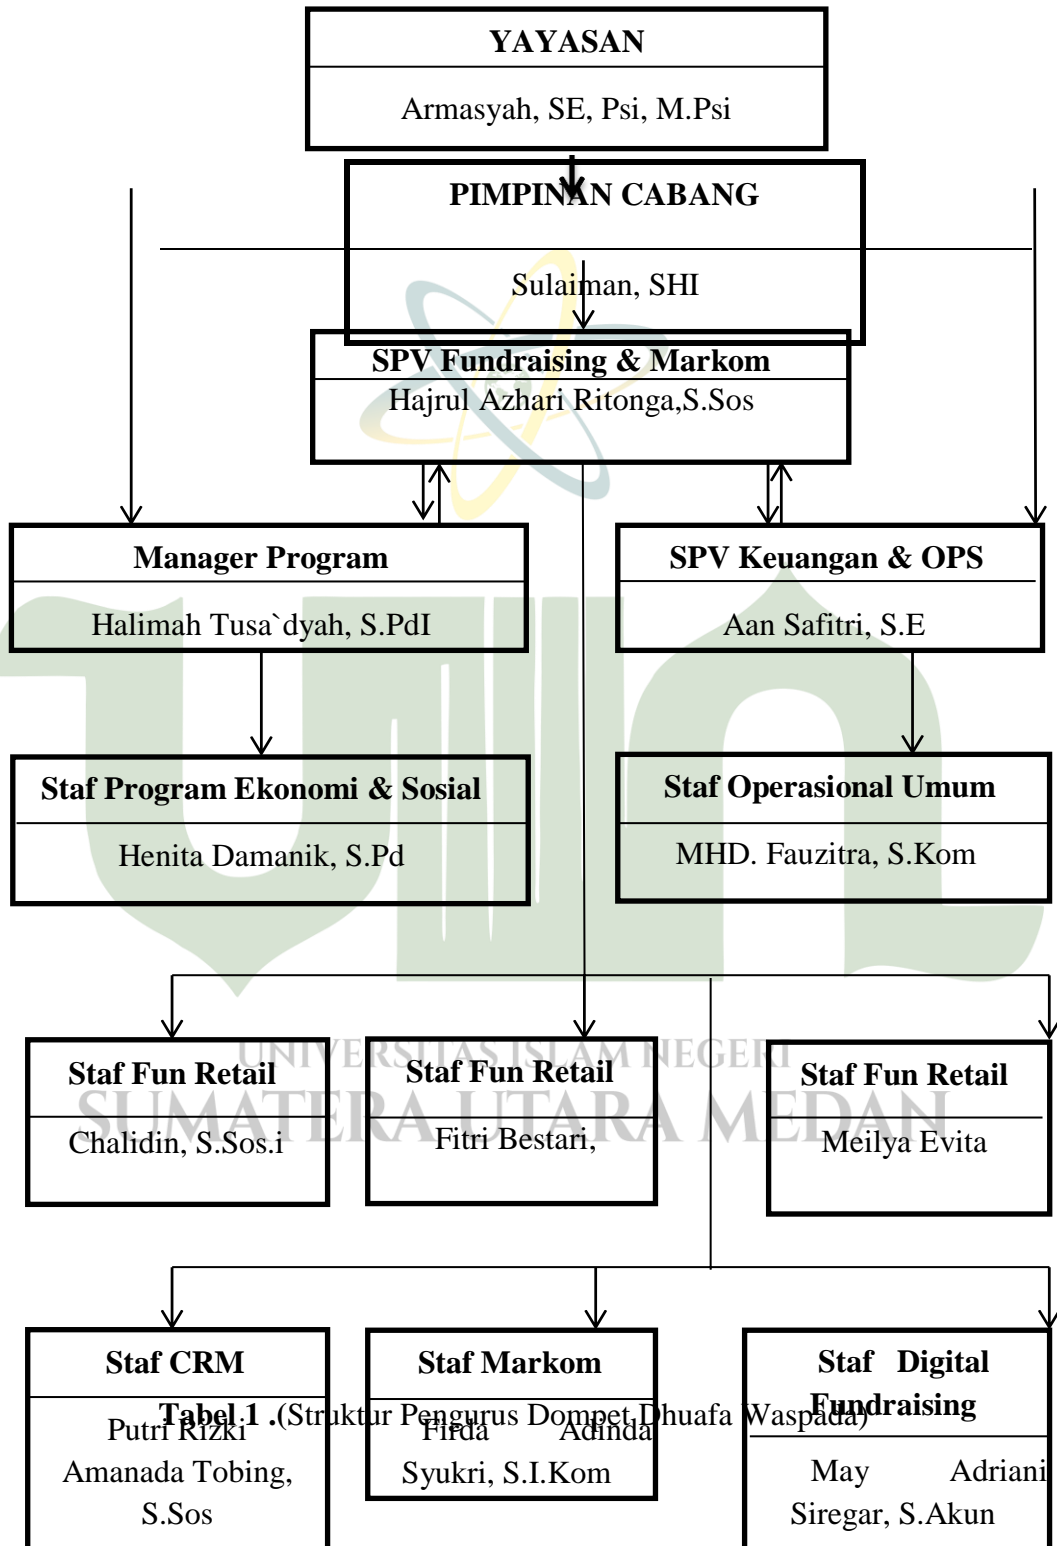 YAYASAN
Armasyah, SE, Psi, M.Psi
PIMPINAN CABANG
Sulaiman, SHI
SPV Fundraising & Markom
Hajrul Azhari Ritonga,S.Sos
Manager Program
Halimah Tusa`dyah, S.PdI
SPV Keuangan & OPS
Aan Safitri, S.E
Staf Program Ekonomi & Sosial
Henita Damanik, S.Pd
Staf Operasional Umum
MHD. Fauzitra, S.Kom
UNIVERSITAS ISLAM NEGERI
SUMATERA UTARA MEDAN
Staf Fun Retail
Chalidin, S.Sos.i
Staf Fun Retail
Fitri Bestari,
Staf Fun Retail
Meilya Evita
Staf CRM
Putri Rizki
Amanada Tobing,
S.Sos
Staf Markom
Firda Adinda
Syukri, S.I.Kom
Staf Digital
Fundraising
May Adriani
Siregar, S.Akun
Tabel 1 .(Struktur Pengurus Dompet Dhuafa Waspada)